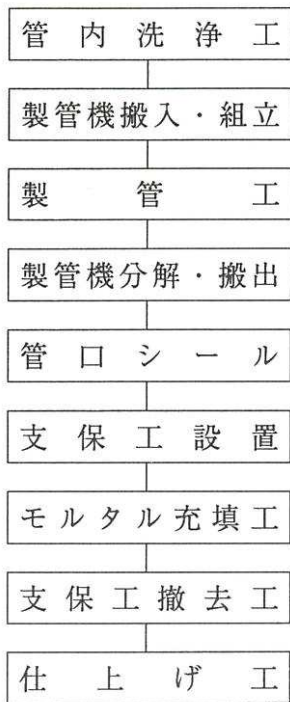 管内洗浄工
製管機搬入・組立
製管工
製管機分解・搬出
管口シール
支保工設置
モルタル充填工
支保工撤去工
仕上げ工